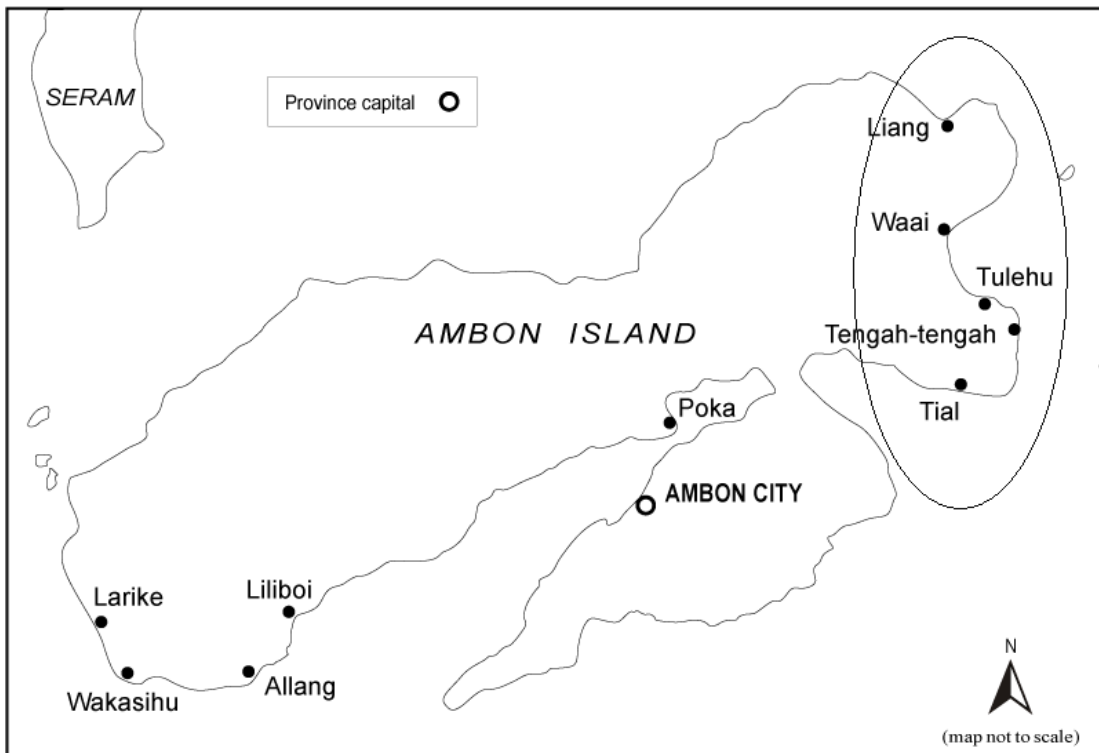 SERAM
Province capital
Liang
Waai
Tulehu
AMBON ISLAND
Tengah-tengah
Tial
Poka
AMBON CITY
Larike
Liliboi
Wakasihu
Allang
N
(map not to scale)